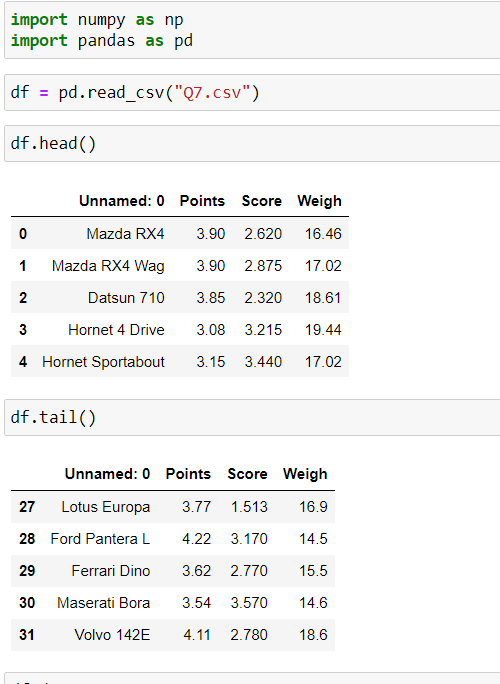 import numpy as np
import pandas as pd
df = pd.read_csv("Q7.csv")
df.head()
Unnamed: 0 Points Score Weigh
0 Mazda RX4 3.90 2.620 16.46
1 Mazda RX4 Wag 3.90 2.875 17.02
2 Datsun 710 3.85 2.320 18.61
3 Hornet 4 Drive 3.08 3.215 19.44
4 Hornet Sportabout 3.15 3.440 17.02
df.tail()
Unnamed: 0 Points Score Weigh
27 Lotus Europa 3.77 1.513 16.9
28 Ford Pantera L 4.22 3.170 14.5
29 Ferrari Dino 3.62 2.770 15.5
30 Maserati Bora 3.54 3.570 14.6
31 Volvo 142E 4.11 2.780 18.6